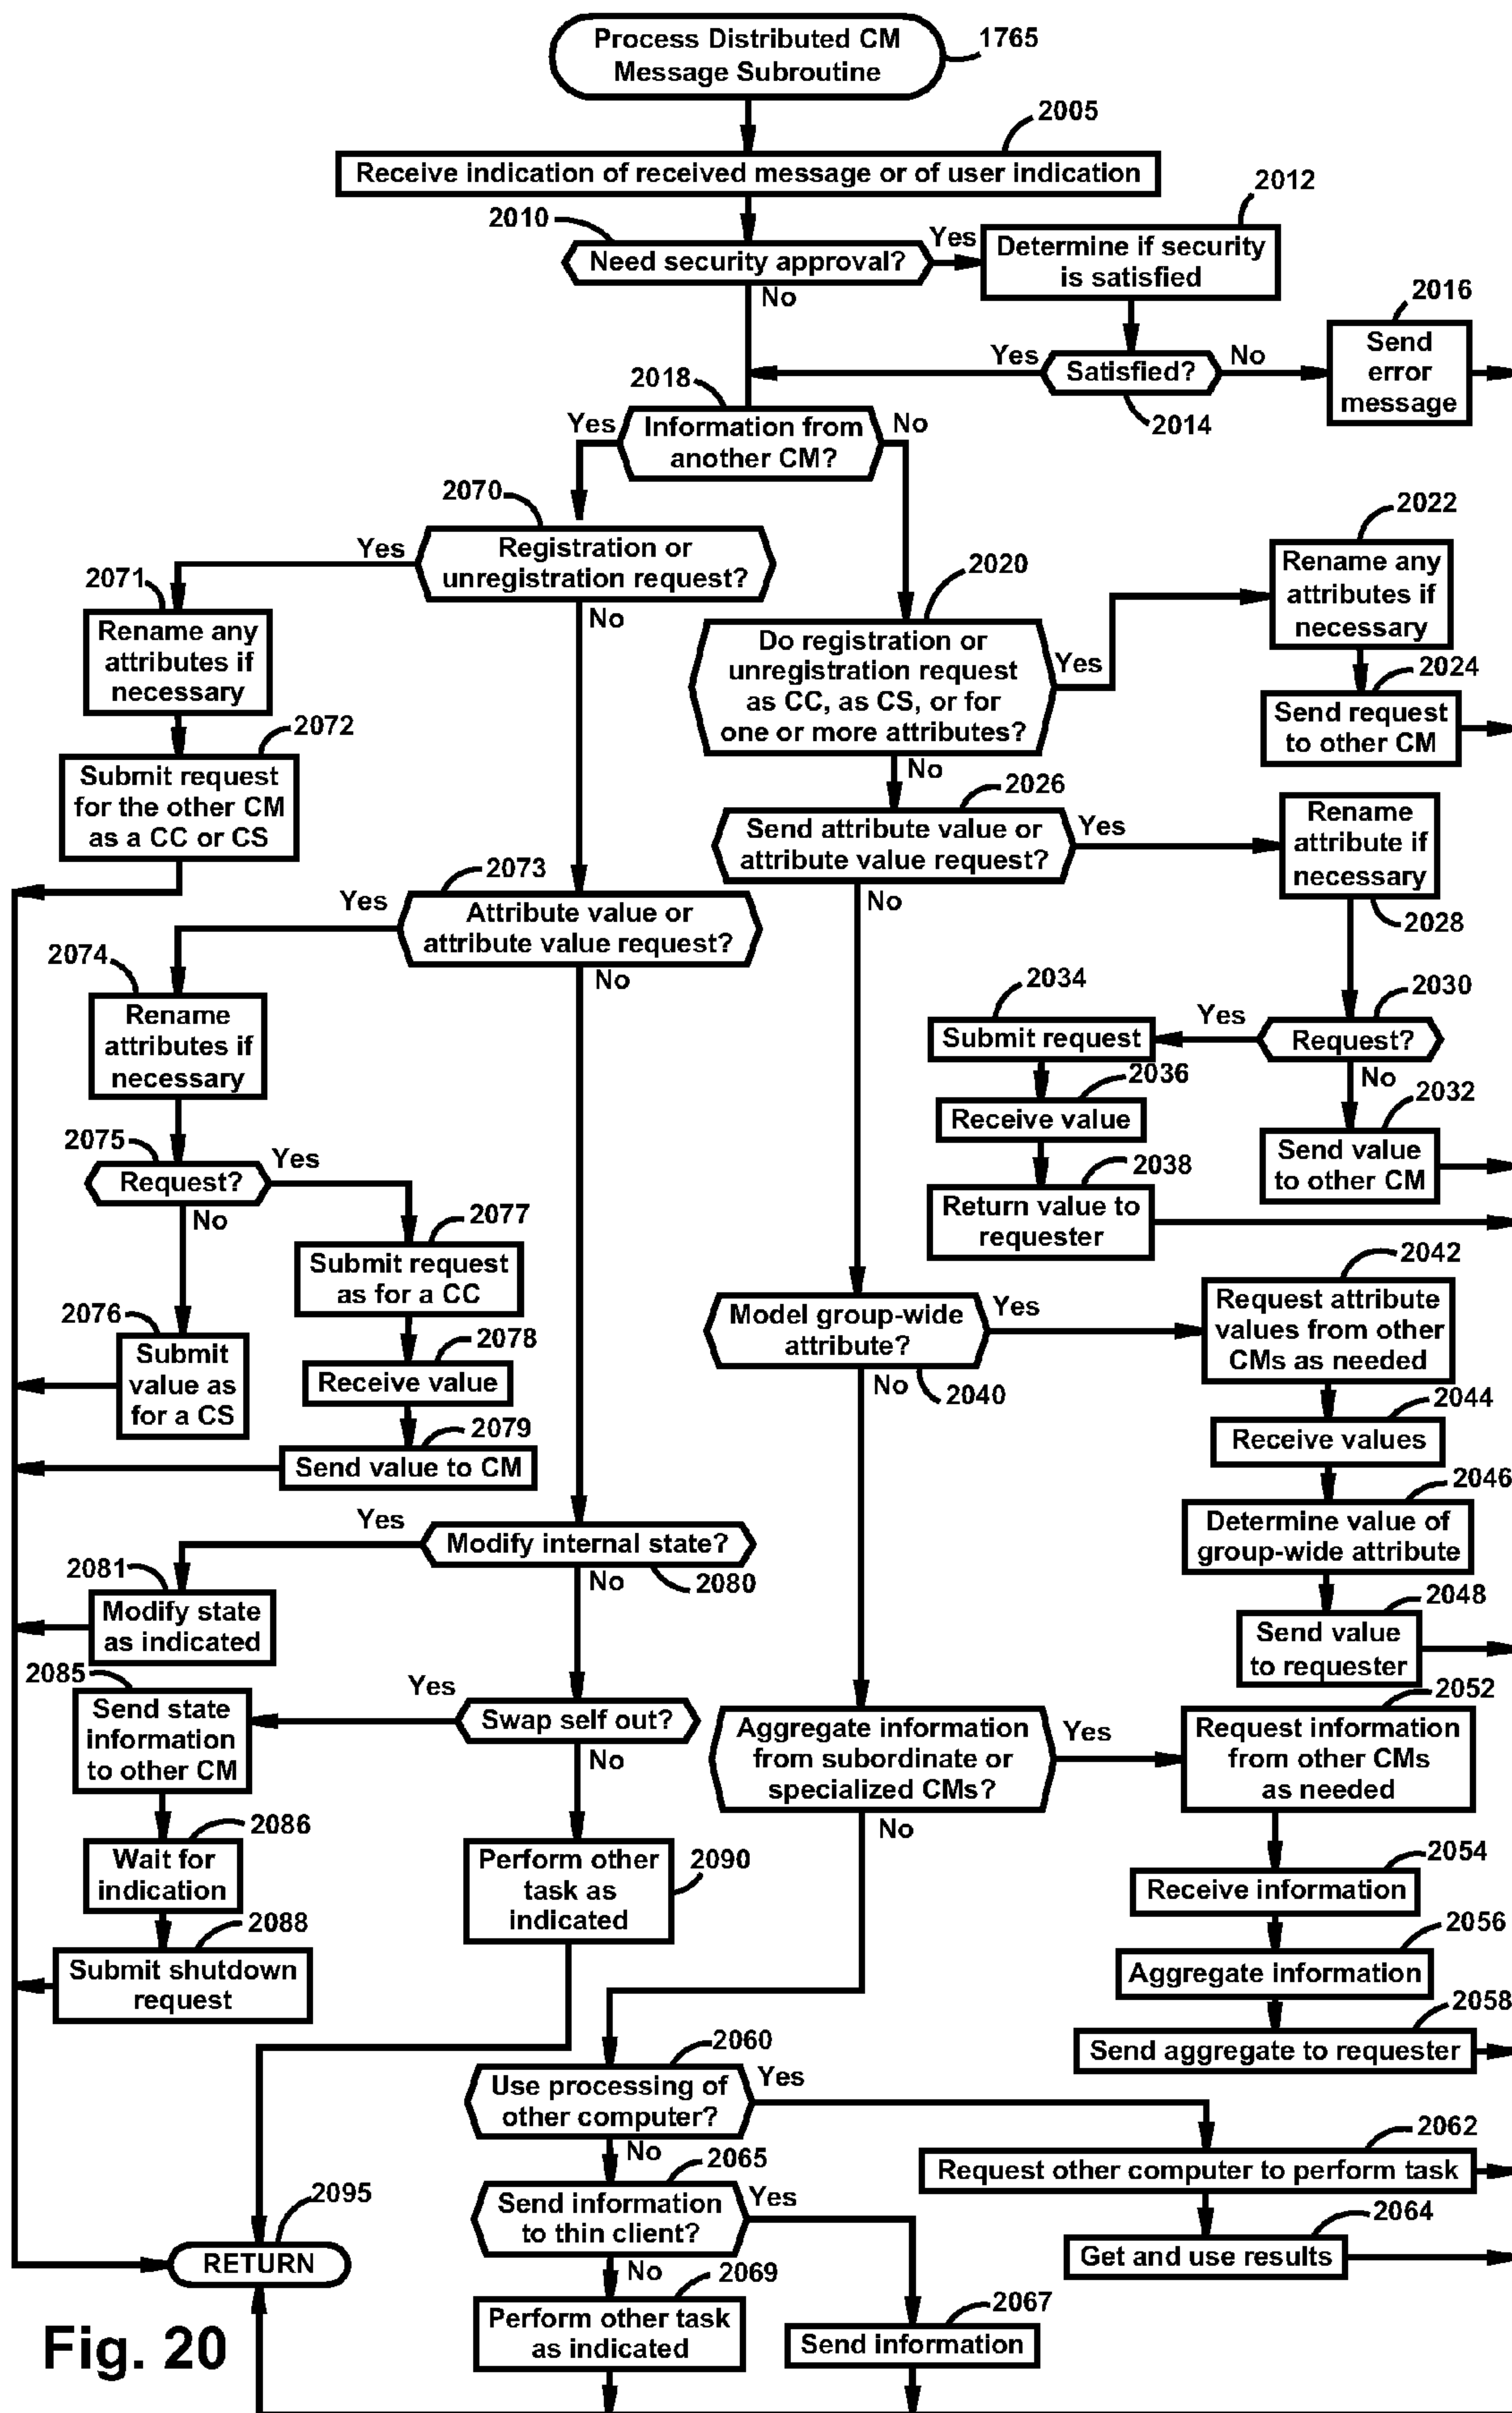 Process Distributed CM
Message Subroutine
1765
2005
Receive indication of received message or of user indication
2010
Need security approval?
Yes
No
2012
Determine if security
is satisfied
Yes
Satisfied?
No
2014
2016
Send
error
message
2018
Yes
Information from
another CM?
No
2070
Yes
Registration or
unregistration request?
No
2071
Rename any
attributes if
necessary
2072
Submit request
for the other CM
as a CC or CS
2020
Do registration or
unregistration request
as CC, as CS, or for
one or more attributes?
Yes
No
2022
Rename any
attributes if
necessary
2024
Send request
to other CM
2026
Send attribute value or
attribute value request?
Yes
No
Rename
attribute if
necessary
2028
2073
Yes
Attribute value or
attribute value request?
No
2074
Rename
attributes if
necessary
2075
Request?
Yes
No
2077
Submit request
as for a CC
2076
Submit
value as
for a CS
2078
Receive value
2079
Send value to CM
2030
Yes
Request?
No
2034
Submit request
2036
Receive value
2038
Return value to
requester
2032
Send value
to other CM
Model group-wide
attribute?
Yes
No
2040
2042
Request attribute
values from other
CMs as needed
2044
Receive values
2046
Determine value of
group-wide attribute
2048
Send value
to requester
Yes
Modify internal state?
No
2080
2081
Modify state
as indicated
2085
Send state
information
to other CM
Yes
Swap self out?
No
2086
Wait for
indication
2088
Submit shutdown
request
Perform other
task as
indicated
2090
Aggregate information
from subordinate or
specialized CMs?
Yes
No
2052
Request information
from other CMs
as needed
2054
Receive information
2056
Aggregate information
2058
Send aggregate to requester
2060
Use processing of
other computer?
Yes
No
2062
Request other computer to perform task
2064
Get and use results
2065
Send information
to thin client?
Yes
No
2069
Perform other task
as indicated
2067
Send information
2095
RETURN
Fig. 20